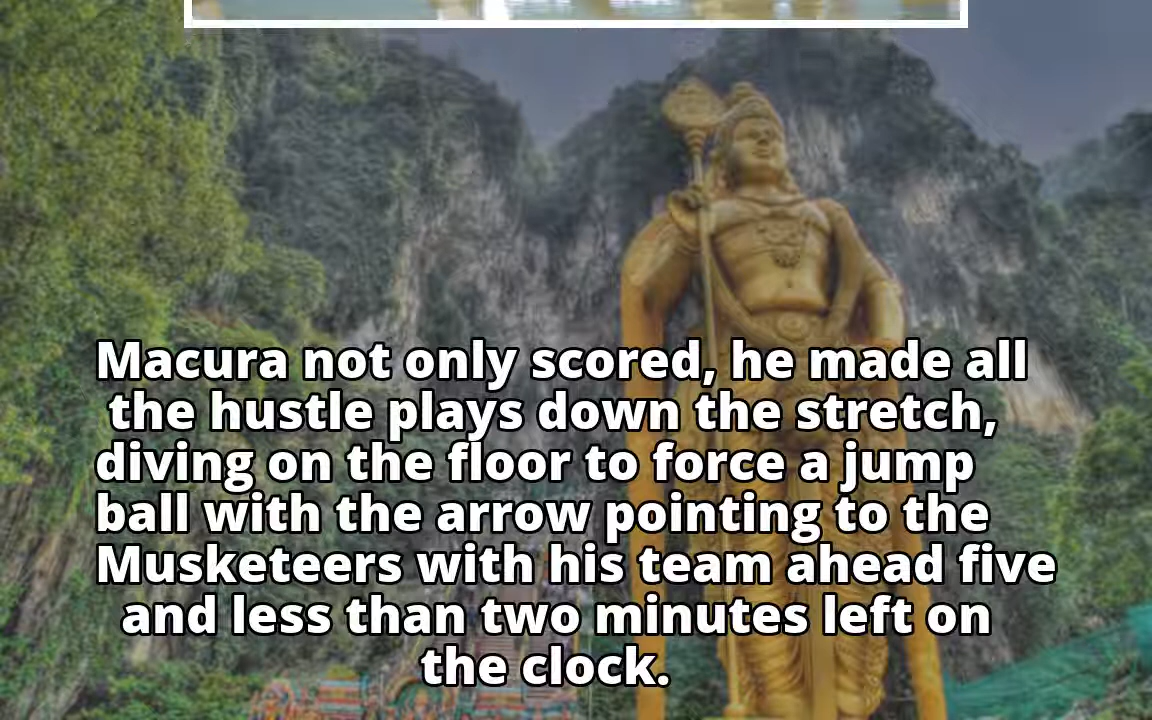 Macura not only scored, he made all
the hustle plays down the stretch,
diving on the floor to force a jump
ball with the arrow pointing to the
Musketeers with his team ahead five
and less than two minutes left on
the clock.